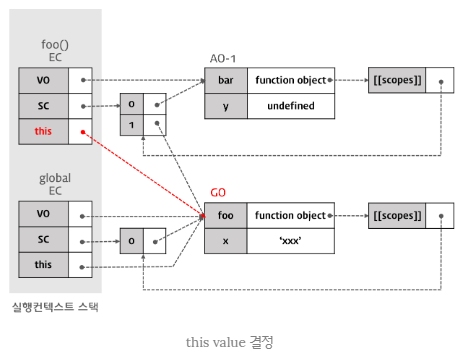 foo()
EC
VO
SC
this
0
1
AO-1
bar function object
y undefined
[[scopes]]
global
EC
VO
SC
this
0
GO
foo function object
x ‘xxx’
[[scopes]]
실행컨텍스트 스택
this value 결정